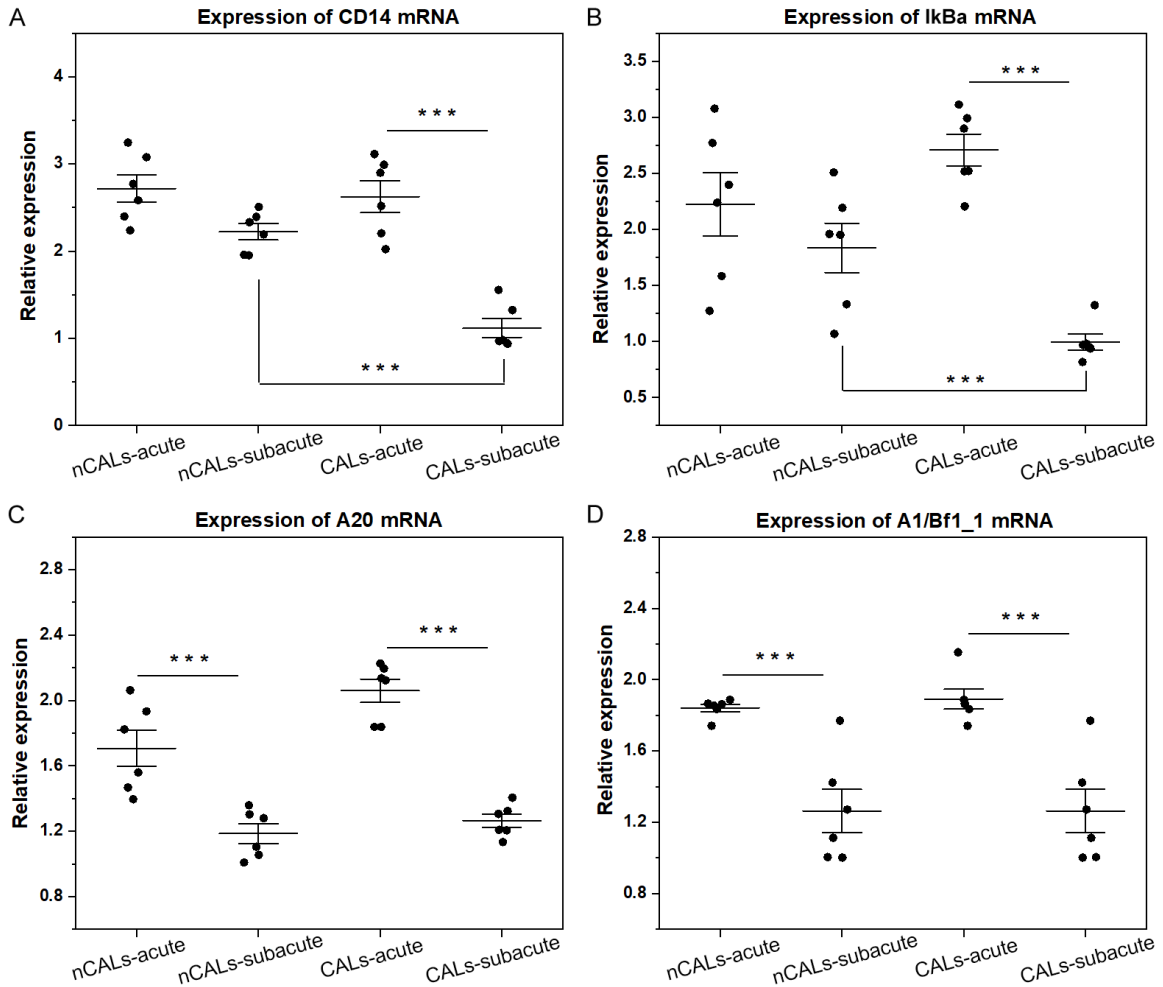 A
Expression of CD14 mRNA
Relative expression
4
3
2
1
0
* * *
* * *
nCALs-acute
nCALs-subacute
CALs-acute
CALs-subacute
B
Expression of IkBa mRNA
Relative expression
3.5
3.0
2.5
2.0
1.5
1.0
0.5
* * *
* * *
nCALs-acute
nCALs-subacute
CALs-acute
CALs-subacute
C
Expression of A20 mRNA
Relative expression
2.8
2.4
2.0
1.6
1.2
0.8
* * *
* * *
nCALs-acute
nCALs-subacute
CALs-acute
CALs-subacute
D
Expression of A1/Bf1_1 mRNA
Relative expression
2.8
2.4
2.0
1.6
1.2
0.8
* * *
* * *
nCALs-acute
nCALs-subacute
CALs-acute
CALs-subacute